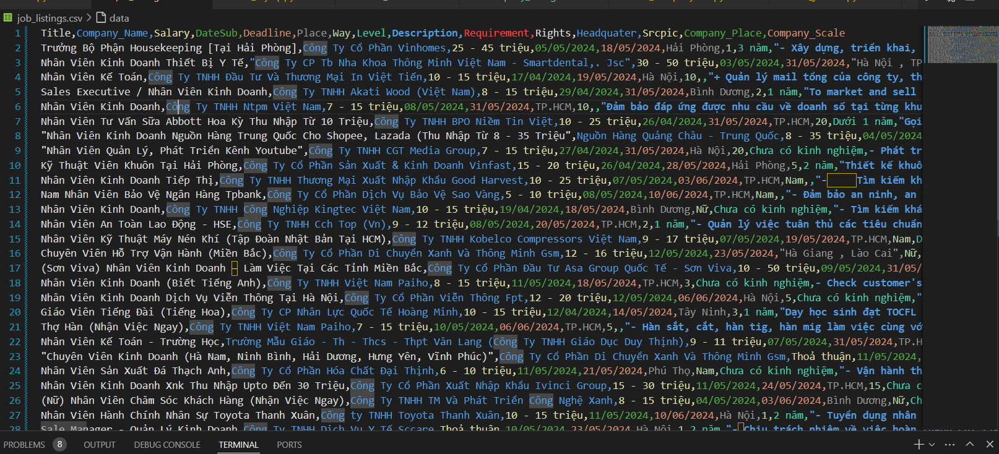 job_listings.csv > data
1 Title,Company_Name,Salary,DateSub,Deadline,Place,Way,Level,Description,Requirement,Rights,Headquater,Srcpic,Company_Place,Company_Scale
2 Trưởng Bộ Phận Housekeeping [Tại Hải Phòng],Công Ty Cổ Phần Vinhomes,25 - 45 triệu,05/05/2024,18/05/2024,Hải Phòng,1,3 năm,"- Xây dựng, triển khai,
3 Nhân Viên Kinh Doanh Thiết Bị Y Tế,"Công Ty CP Tb Nha Khoa Thông Minh Việt Nam - Smartdental,. Jsc",30 - 50 triệu,03/05/2024,31/05/2024,"Hà Nội , TP
4 Nhân Viên Kế Toán,Công Ty TNHH Đầu Tư Và Thương Mại In Việt Tiến,10 - 15 triệu,17/04/2024,19/05/2024,Hà Nội,10,,"+ Quản lý mail tổng của công ty, th
5 Sales Executive / Nhân Viên Kinh Doanh,Công Ty TNHH Akati Wood (Việt Nam),8 - 15 triệu,29/04/2024,31/05/2024,Bình Dương,2,1 năm,"To market and sell
6 Nhân Viên Kinh Doanh,Công Ty TNHH Ntpm Việt Nam,7 - 15 triệu,08/05/2024,31/05/2024,TP.HCM,10,,"Đảm bảo đáp ứng được nhu cầu về doanh số tại từng khu
7 Nhân Viên Tư Vấn Sữa Abbott Hoa Kỳ Thu Nhập Từ 10 Triệu,Công Ty TNHH BPO Niềm Tin Việt,10 - 25 triệu,26/04/2024,31/05/2024,TP.HCM,20,Dưới 1 năm,"Gọi
8 "Nhân Viên Kinh Doanh Nguồn Hàng Trung Quốc Cho Shopee, Lazada (Thu Nhập Từ 8 - 35 Triệu",Nguồn Hàng Quảng Châu - Trung Quốc,8 - 35 triệu,04/05/2024
9 "Nhân Viên Quản Lý, Phát Triển Kênh Youtube",Công Ty TNHH CGT Media Group,7 - 15 triệu,27/04/2024,31/05/2024,Hà Nội,20,Chưa có kinh nghiệm,- Phát tr
10 Kỹ Thuật Viên Khuôn Tại Hải Phòng,Công Ty Cổ Phần Sản Xuất & Kinh Doanh Vinfast,15 - 20 triệu,26/04/2024,28/05/2024,Hải Phòng,5,2 năm,"Thiết kế khuô
11 Nhân Viên Kinh Doanh Tiếp Thị,Công Ty TNHH Thương Mại Xuất Nhập Khẩu Good Harvest,10 - 25 triệu,07/05/2024,03/06/2024,TP.HCM,Nam,,"- Tìm kiếm kh
12 Nam Nhân Viên Bảo Vệ Ngân Hàng Tpbank,Công Ty Cổ Phần Dịch Vụ Bảo Vệ Sao Vàng,5 - 10 triệu,08/05/2024,10/06/2024,TP.HCM,Nam,,"- Đảm bảo an ninh, an
13 Nhân Viên Kinh Doanh,Công Ty TNHH Công Nghiệp Kingtec Việt Nam,10 - 15 triệu,19/04/2024,18/05/2024,Bình Dương,Nữ,Chưa có kinh nghiệm,"- Tìm kiếm khá
14 Nhân Viên An Toàn Lao Động - HSE,Công Ty TNHH Cch Top (Vn),9 - 12 triệu,08/05/2024,20/05/2024,TP.HCM,2,1 năm,"- Quản lý việc tuân thủ các tiêu chuẩn
15 Nhân Viên Kỹ Thuật Máy Nén Khí (Tập Đoàn Nhật Bản Tại HCM),Công Ty TNHH Kobelco Compressors Việt Nam,9 - 17 triệu,07/05/2024,19/05/2024,TP.HCM,Nam,D
16 Chuyên Viên Hỗ Trợ Vận Hành (Miền Bắc),Công Ty Cổ Phần Di Chuyển Xanh Và Thông Minh Gsm,12 - 16 triệu,12/05/2024,23/05/2024,"Hà Giang , Lào Cai",Nữ,
17 (Sơn Viva) Nhân Viên Kinh Doanh – Làm Việc Tại Các Tỉnh Miền Bắc,Công Ty Cổ Phần Đầu Tư Asa Group Quốc Tế - Sơn Viva,10 - 50 triệu,09/05/2024,31/05/
18 Nhân Viên Kinh Doanh (Biết Tiếng Anh),Công Ty TNHH Việt Nam Paiho,8 - 15 triệu,11/05/2024,18/05/2024,TP.HCM,3,Chưa có kinh nghiệm,- Check customer's
19 Nhân Viên Kinh Doanh Dịch Vụ Viễn Thông Tại Hà Nội,Công Ty Cổ Phần Viễn Thông Fpt,12 - 20 triệu,12/05/2024,06/06/2024,Hà Nội,5,Chưa có kinh nghiệm,"
20 Giáo Viên Tiếng Đài (Tiếng Hoa),Công Ty CP Nhân Lực Quốc Tế Hoàng Minh,10 - 15 triệu,12/04/2024,14/05/2024,Tây Ninh,3,1 năm,"Dạy học sinh đạt TOCFL
21 Thợ Hàn (Nhận Việc Ngay),Công Ty TNHH Việt Nam Paiho,7 - 15 triệu,10/05/2024,06/06/2024,TP.HCM,5,,"- Hàn sắt, cắt, hàn tig, hàn mig làm việc cùng vớ
22 Nhân Viên Kế Toán - Trường Học,Trường Mẫu Giáo - Th - Thcs - Thpt Văn Lang (Công Ty TNHH Giáo Dục Duy Thịnh),9 - 11 triệu,07/05/2024,31/05/2024,TP.H
23 "Chuyên Viên Kinh Doanh (Hà Nam, Ninh Bình, Hải Dương, Hưng Yên, Vĩnh Phúc)",Công Ty Cổ Phần Di Chuyển Xanh Và Thông Minh Gsm,Thoả thuận,11/05/2024,
24 Nhân Viên Sản Xuất Đá Thạch Anh,Công Ty Cổ Phần Hóa Chất Đại Thịnh,6 - 10 triệu,11/05/2024,21/05/2024,Phú Thọ,Nam,Chưa có kinh nghiệm,"- Vận hành th
25 Nhân Viên Kinh Doanh Xnk Thu Nhập Upto Đến 30 Triệu,Công Ty Cổ Phần Xuất Nhập Khẩu Ivinci Group,15 - 30 triệu,11/05/2024,24/05/2024,TP.HCM,15,Chưa c
26 (Nữ) Nhân Viên Chăm Sóc Khách Hàng (Nhận Việc Ngay),Công Ty TNHH TM Và Phát Triển Công Nghệ Xanh,8 - 15 triệu,04/05/2024,03/06/2024,Bình Dương,Nữ,Ch
27 Nhân Viên Hành Chính Nhân Sự Toyota Thanh Xuân,Công ty TNHH Toyota Thanh Xuân,10 - 15 triệu,11/05/2024,10/06/2024,Hà Nội,1,2 năm,"- Tuyển dụng nhân
28 Sale Manager - Quản Lý Kinh Doanh,Công Ty TNHH Dịch Vụ Y Tế Sccare,Thoả thuận,10/05/2024,23/05/2024,Hà Nội,1,2 năm,"- Chịu trách nhiệm về việc hoàn
PROBLEMS 8 OUTPUT DEBUG CONSOLE TERMINAL PORTS